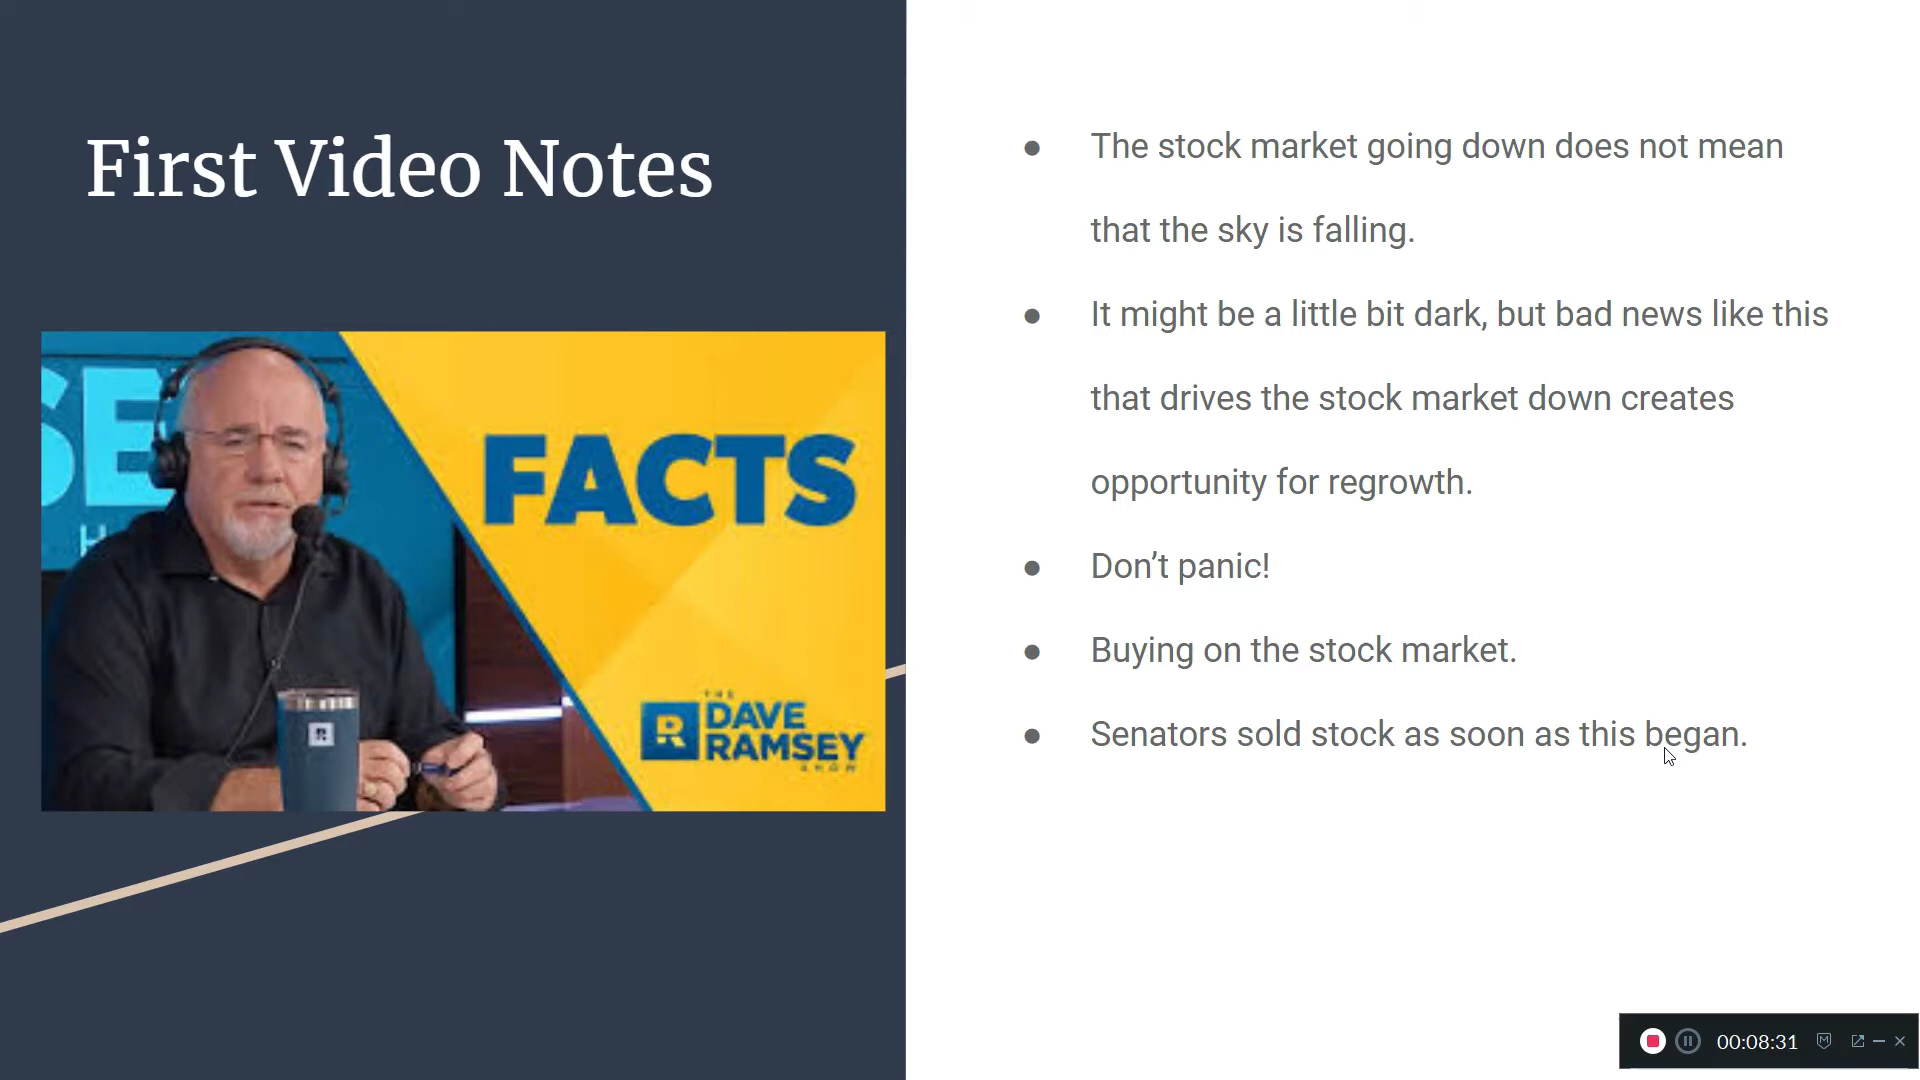 First Video Notes
SE
H
FACTS
THE
DAVE
RAMSEY
SHOW
R
R
● The stock market going down does not mean
that the sky is falling.
● It might be a little bit dark, but bad news like this
that drives the stock market down creates
opportunity for regrowth.
● Don’t panic!
● Buying on the stock market.
● Senators sold stock as soon as this began.
00:08:31